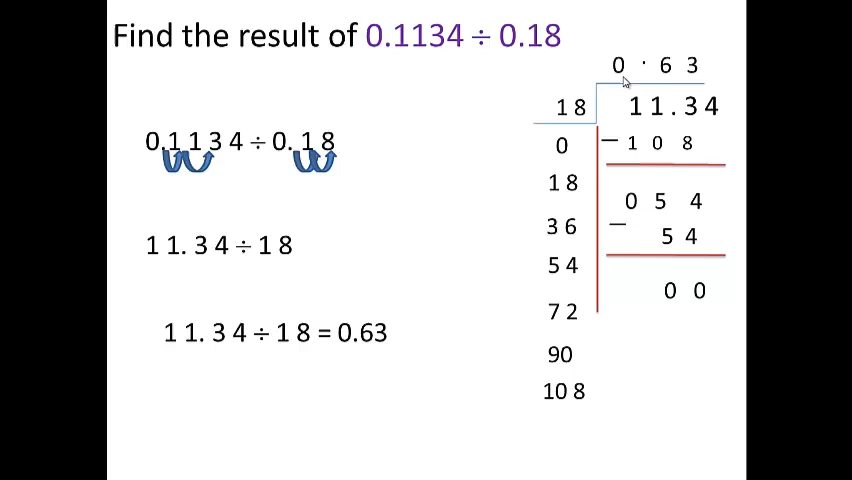 Find the result of 0.1134 ÷ 0.18
0.1 1 3 4 ÷ 0. 1 8
1 1. 3 4 ÷ 1 8
1 1. 3 4 ÷ 1 8 = 0.63
0 . 6 3
1 8 1 1 . 3 4
0 − 1 0 8
1 8
0 5 4
3 6 −
5 4
5 4
0 0
7 2
90
10 8